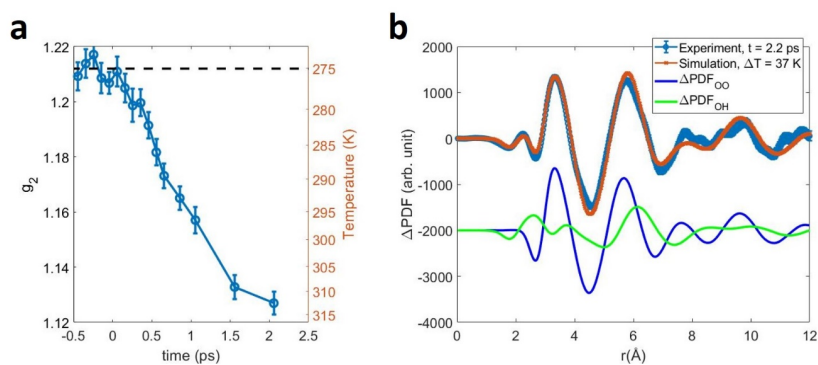 a
1.22
1.2
1.18
1.16
1.14
1.12
g2
-0.5 0 0.5 1 1.5 2 2.5
time (ps)
275
280
285
290
295
300
305
310
315
Temperature (K)
b
2000
1000
0
-1000
-2000
-3000
-4000
ΔPDF (arb. unit)
0 2 4 6 8 10 12
r(Å)
Experiment, t = 2.2 ps
Simulation, ΔT = 37 K
ΔPDFOO
ΔPDFOH